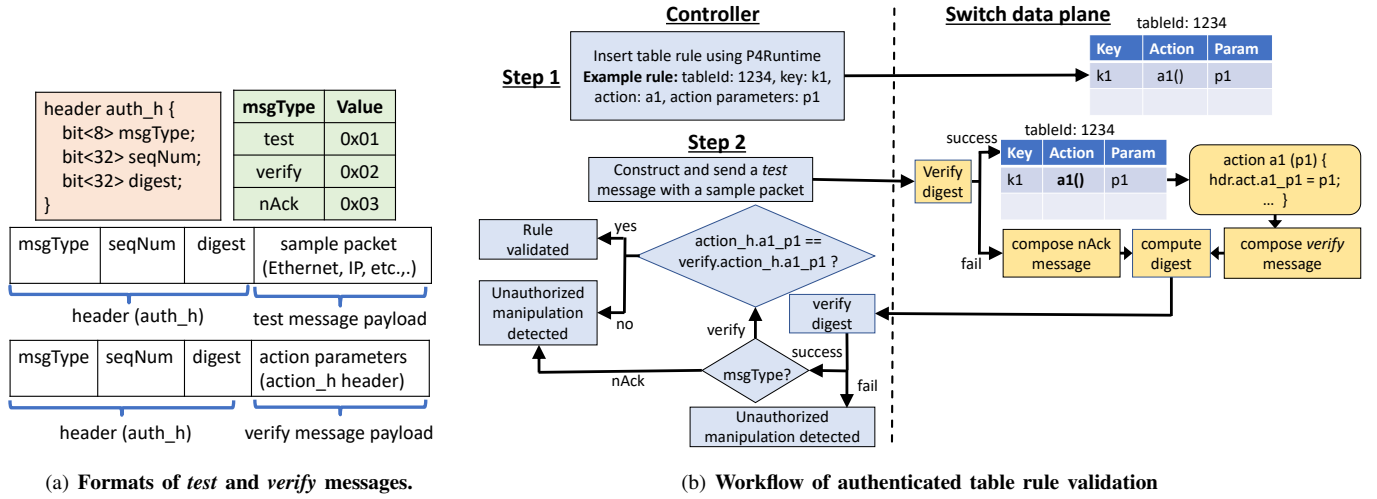 header auth_h {
bit<8> msgType;
bit<32> seqNum;
bit<32> digest;
}
msgType Value
test 0x01
verify 0x02
nAck 0x03
msgType seqNum digest sample packet
(Ethernet, IP, etc.,.)
header (auth_h) test message payload
msgType seqNum digest action parameters
(action_h header)
header (auth_h) verify message payload
(a) Formats of test and verify messages.
Controller
Switch data plane
Step 1
Insert table rule using P4Runtime
Example rule: tableId: 1234, key: k1,
action: a1, action parameters: p1
tableId: 1234
Key Action Param
k1 a1() p1
Step 2
Construct and send a test
message with a sample packet
Verify
digest
success
fail
tableId: 1234
Key Action Param
k1 a1() p1
action a1 (p1) {
hdr.act.a1_p1 = p1;
... }
compose nAck
message
compute
digest
compose verify
message
Rule
validated
yes
action_h.a1_p1 ==
verify.action_h.a1_p1 ?
Unauthorized
manipulation
detected
no
verify
verify
digest
success
msgType?
nAck
fail
Unauthorized
manipulation detected
(b) Workflow of authenticated table rule validation